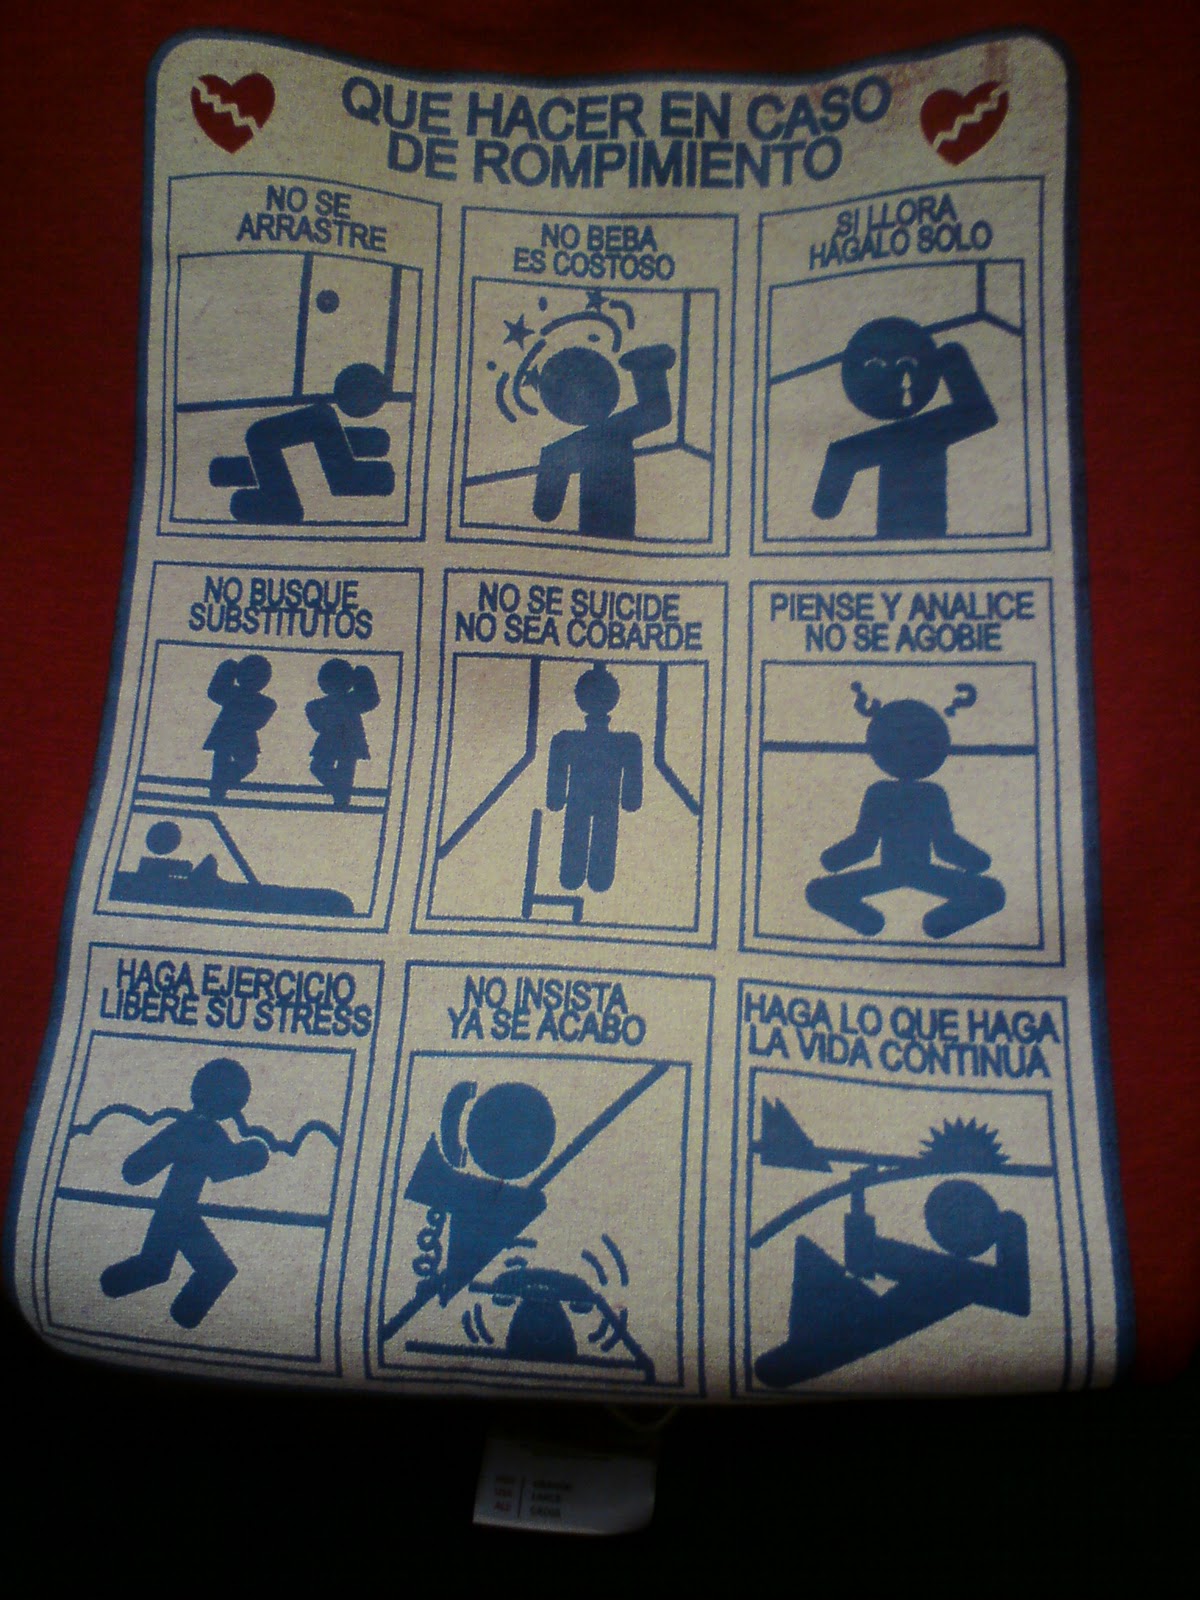 QUE HACER EN CASO
DE ROMPIMIENTO
NO SE
ARRASTRE
NO BEBA
ES COSTOSO
SI LLORA
HAGALO SOLO
NO BUSQUE
SUBSTITUTOS
NO SE SUICIDE
NO SEA COBARDE
PIENSE Y ANALICE
NO SE AGOBIE
HAGA EJERCICIO
LIBERE SU STRESS
NO INSISTA
YA SE ACABO
HAGA LO QUE HAGA
LA VIDA CONTINUA